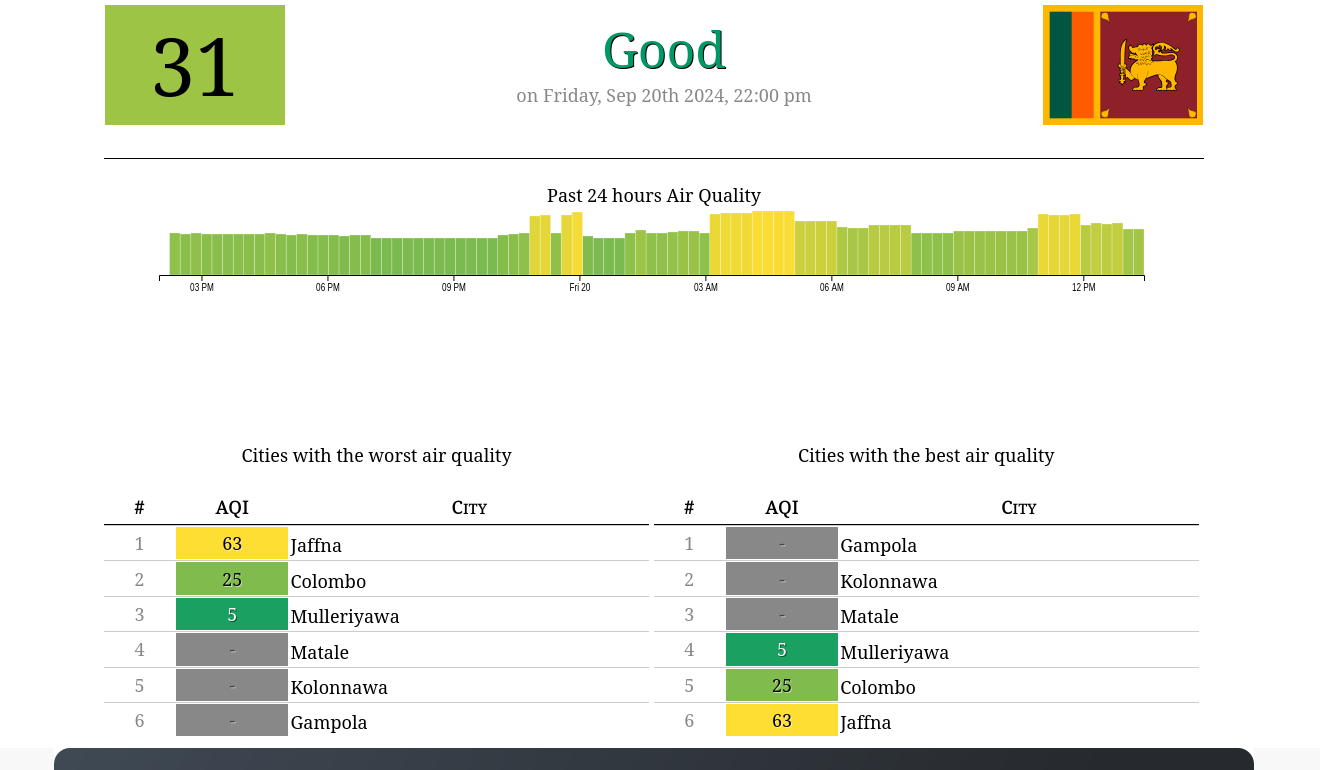 31
Good
on Friday, Sep 20th 2024, 22:00 pm
Past 24 hours Air Quality
03 PM 06 PM 09 PM Fri 20 03 AM 06 AM 09 AM 12 PM
Cities with the worst air quality
# AQI City
1 63 Jaffna
2 25 Colombo
3 5 Mulleriyawa
4 - Matale
5 - Kolonnawa
6 - Gampola
Cities with the best air quality
# AQI City
1 - Gampola
2 - Kolonnawa
3 - Matale
4 5 Mulleriyawa
5 25 Colombo
6 63 Jaffna